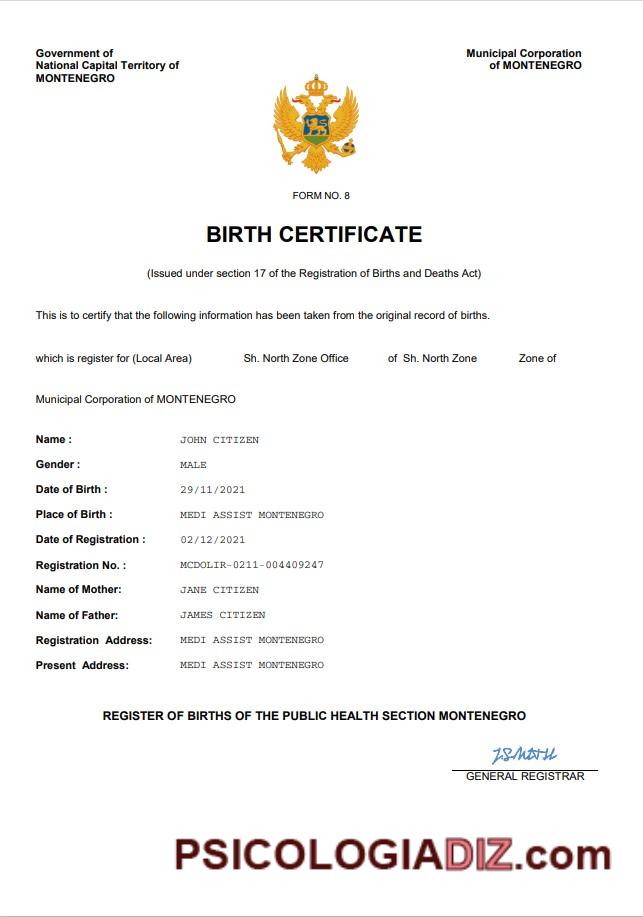 Government of
National Capital Territory of
MONTENEGRO
Municipal Corporation
of MONTENEGRO
FORM NO. 8
BIRTH CERTIFICATE
(Issued under section 17 of the Registration of Births and Deaths Act)
This is to certify that the following information has been taken from the original record of births.
which is register for (Local Area) Sh. North Zone Office of Sh. North Zone Zone of
Municipal Corporation of MONTENEGRO
Name : JOHN CITIZEN
Gender : MALE
Date of Birth : 29/11/2021
Place of Birth : MEDI ASSIST MONTENEGRO
Date of Registration : 02/12/2021
Registration No. : MCDOLIR-0211-004409247
Name of Mother: JANE CITIZEN
Name of Father: JAMES CITIZEN
Registration Address: MEDI ASSIST MONTENEGRO
Present Address: MEDI ASSIST MONTENEGRO
REGISTER OF BIRTHS OF THE PUBLIC HEALTH SECTION MONTENEGRO
GENERAL REGISTRAR
PSICOLOGIADIZ.com